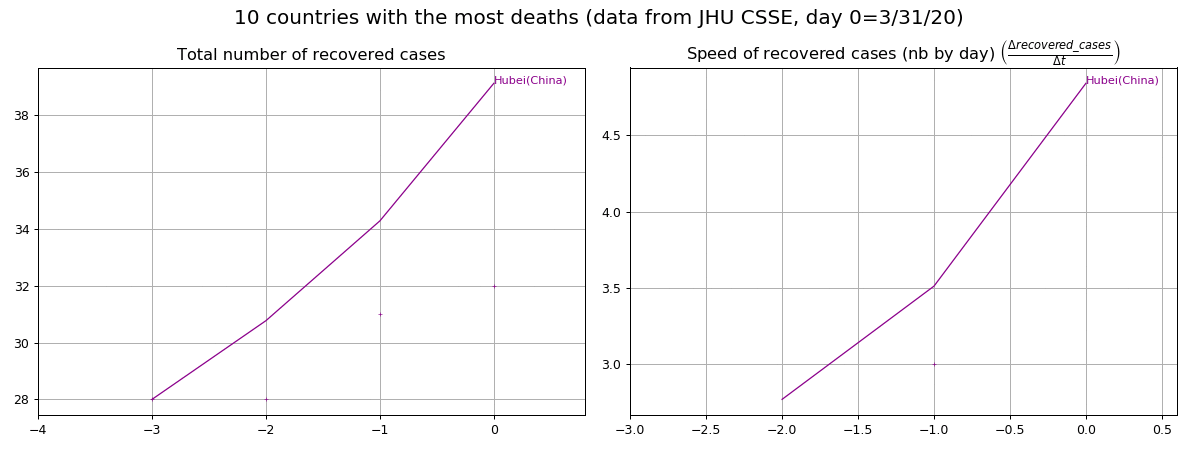 10 countries with the most deaths (data from JHU CSSE, day 0=3/31/20)
Total number of recovered cases
Speed of recovered cases (nb by day) (Δrecovered_cases/Δt)
Hubei(China)
38
36
34
32
30
28
−4 −3 −2 −1 0
Hubei(China)
4.5
4.0
3.5
3.0
−3.0 −2.5 −2.0 −1.5 −1.0 −0.5 0.0 0.5